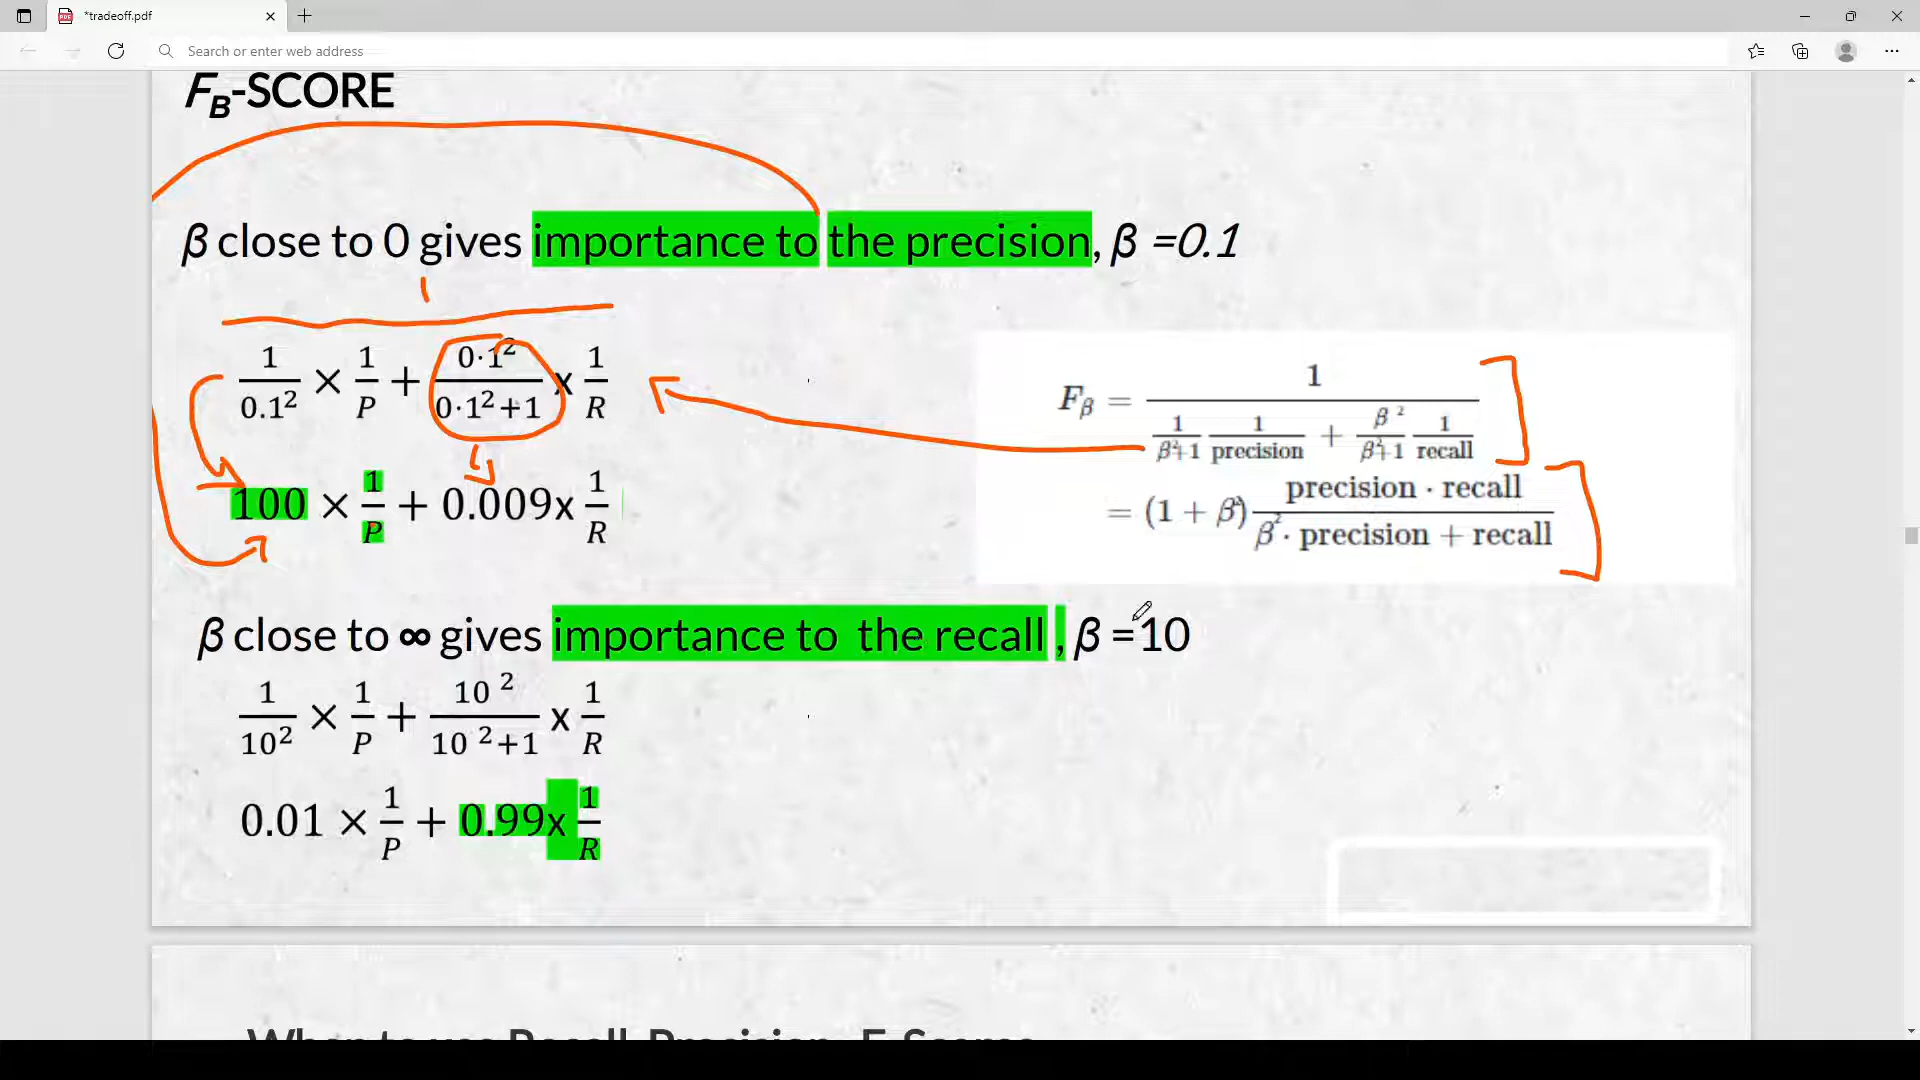 *tradeoff.pdf
Search or enter web address
F_B-SCORE
β close to 0 gives importance to the precision, β =0.1
1/0.1² × 1/P + 0·1²/0·1²+1 x 1/R
100 × 1/P + 0.009x 1/R
F_β = 1 / (1/β²+1 1/precision + β²/β²+1 1/recall)
= (1 + β²) precision · recall / β² · precision + recall
β close to ∞ gives importance to the recall , β =10
1/10² × 1/P + 10²/10²+1 x 1/R
0.01 × 1/P + 0.99x 1/R